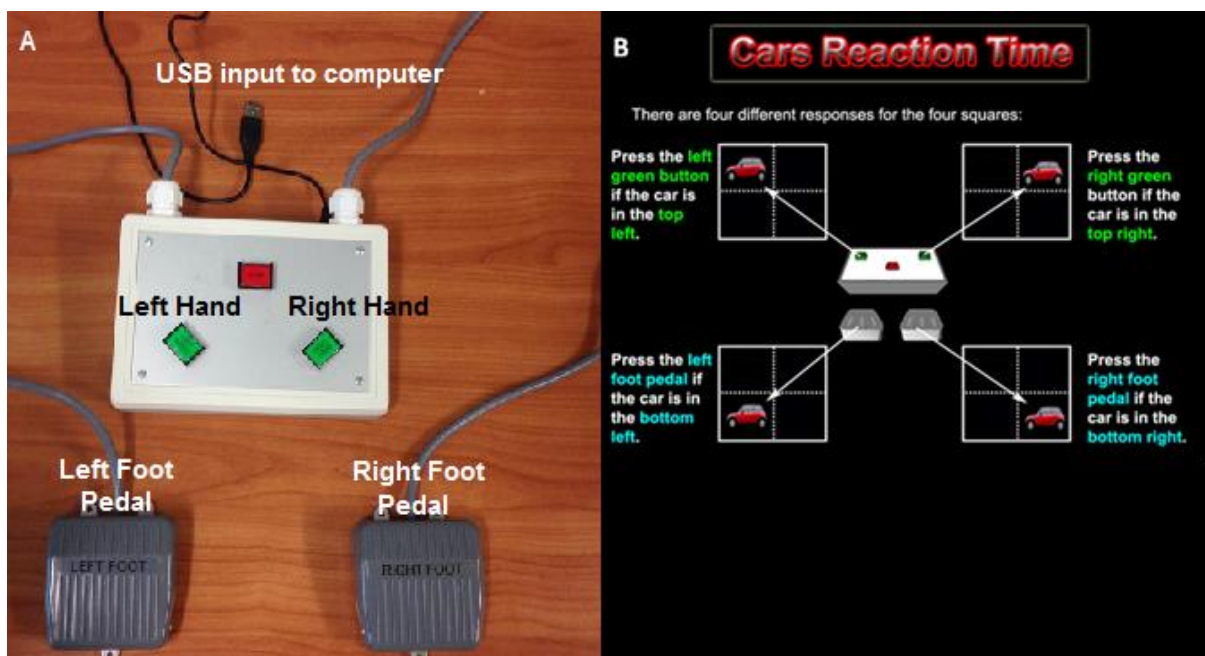 A
USB input to computer
Left Hand
Right Hand
Left Foot
Pedal
Right Foot
Pedal
LEFT FOOT
RIGHT FOOT
B
Cars Reaction Time
There are four different responses for the four squares:
Press the left
green button
if the car is
in the top
left.
Press the
right green
button if the
car is in the
top right.
Press the left
foot pedal if
the car is in
the bottom
left.
Press the
right foot
pedal if the
car is in the
bottom right.